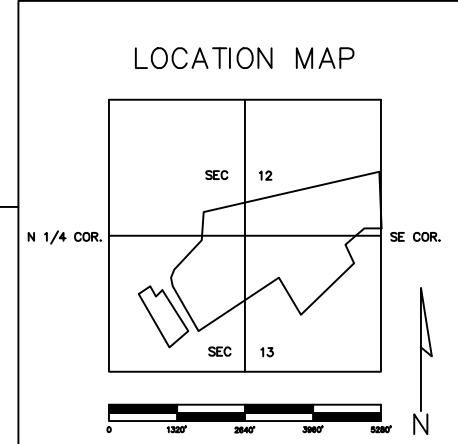 LOCATION MAP
SEC 12
N 1/4 COR. SE COR.
SEC 13
0 1320' 2640' 3960' 5280'
N